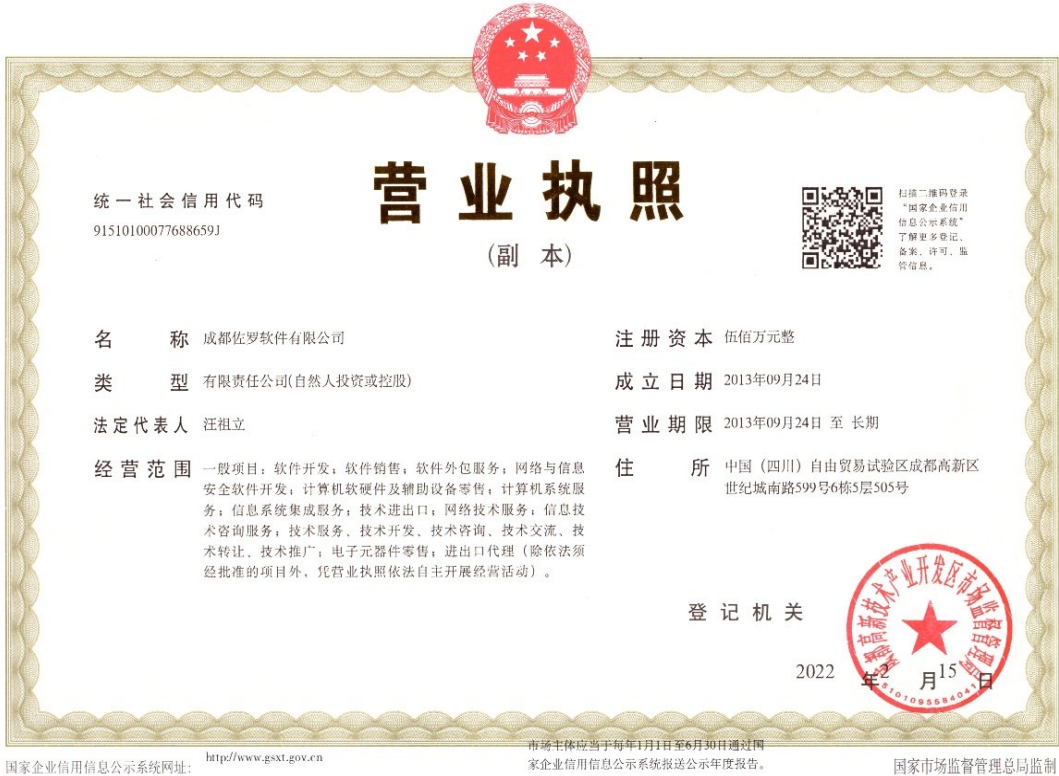 营业执照
(副 本)
统一社会信用代码
91510100077688659J
扫描二维码登录
“国家企业信用
信息公示系统”
了解更多登记、
备案、许可、监
管信息。
名 称 成都佐罗软件有限公司
类 型 有限责任公司(自然人投资或控股)
法定代表人 汪祖立
经营范围 一般项目：软件开发；软件销售；软件外包服务；网络与信息
安全软件开发；计算机软硬件及辅助设备零售；计算机系统服
务；信息系统集成服务；技术进出口；网络技术服务；信息技
术咨询服务；技术服务、技术开发、技术咨询、技术交流、技
术转让、技术推广；电子元器件零售；进出口代理（除依法须
经批准的项目外，凭营业执照依法自主开展经营活动）。
注册资本 伍佰万元整
成立日期 2013年09月24日
营业期限 2013年09月24日 至 长期
住 所 中国（四川）自由贸易试验区成都高新区
世纪城南路599号6栋5层505号
登记机关
成都高新技术产业开发区市场监督管理局
5101095584041
2022 年2 月15 日
国家企业信用信息公示系统网址：
http://www.gsxt.gov.cn
市场主体应当于每年1月1日至6月30日通过国
家企业信用信息公示系统报送公示年度报告。
国家市场监督管理总局监制